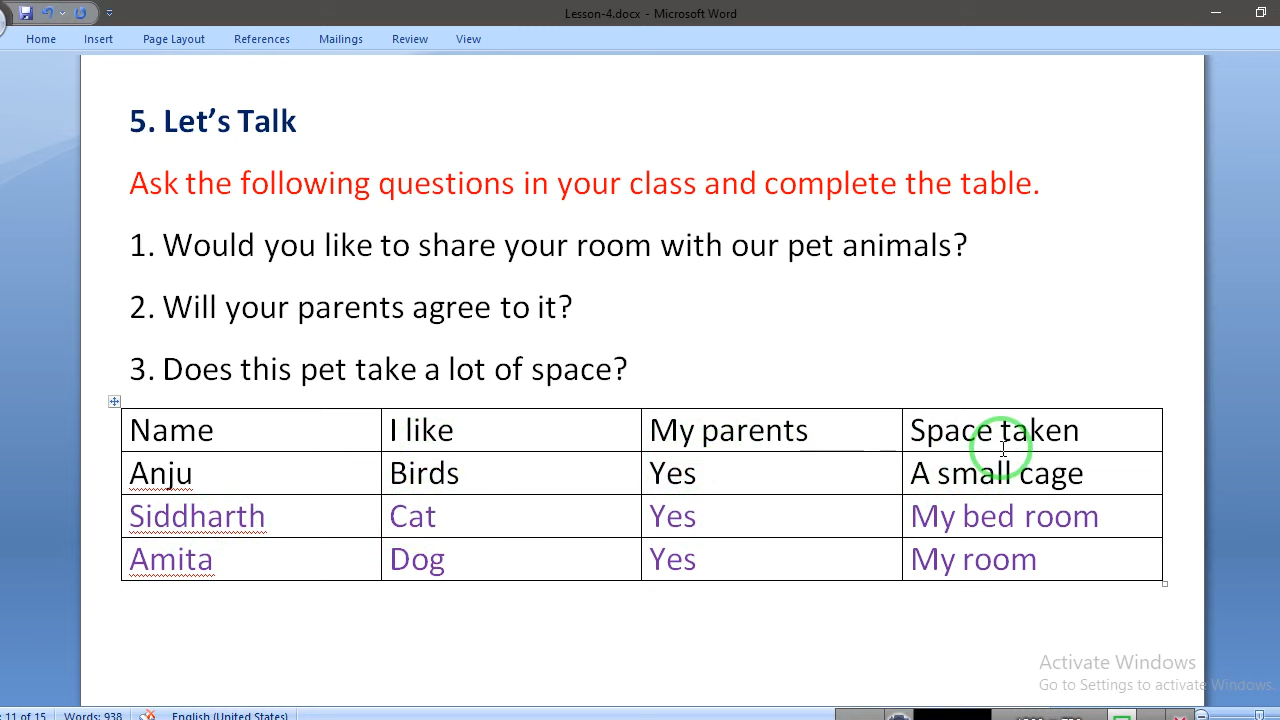 Lesson-4.docx - Microsoft Word
Home Insert Page Layout References Mailings Review View
5. Let's Talk
Ask the following questions in your class and complete the table.
1. Would you like to share your room with our pet animals?
2. Will your parents agree to it?
3. Does this pet take a lot of space?
Name I like My parents Space taken
Anju Birds Yes A small cage
Siddharth Cat Yes My bed room
Amita Dog Yes My room
Activate Windows
Go to Settings to activate Windows.
: 11 of 15 Words: 938 English (United States)